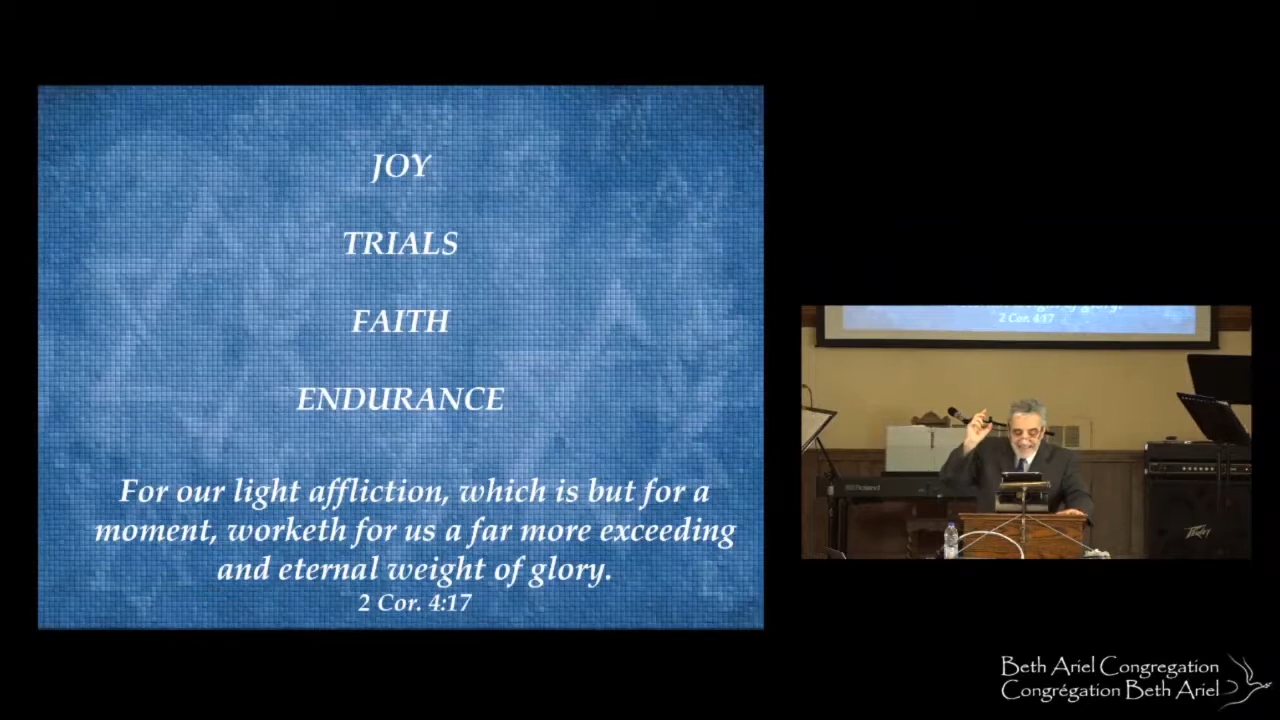 JOY
TRIALS
FAITH
ENDURANCE
For our light affliction, which is but for a
moment, worketh for us a far more exceeding
and eternal weight of glory.
2 Cor. 4:17
2 Cor. 4:17
Roland
Peavey
Beth Ariel Congregation
Congrégation Beth Ariel